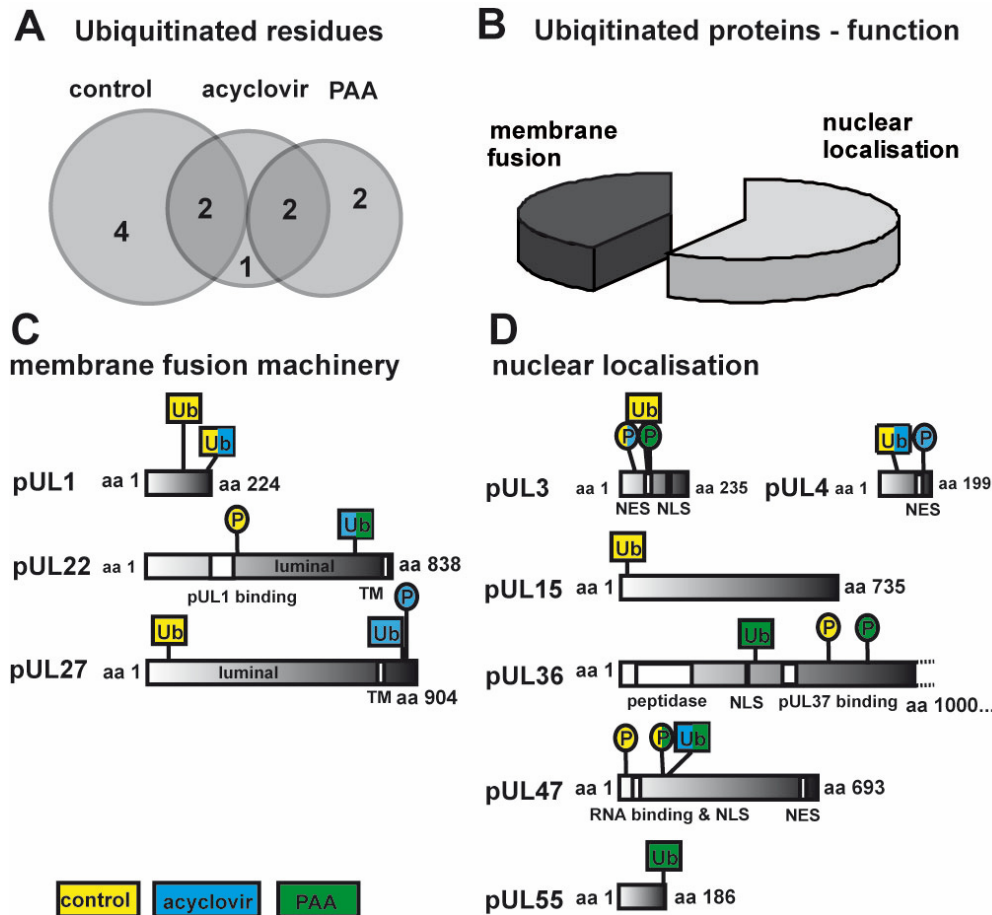 A Ubiquitinated residues
control acyclovir PAA
4 2 1 2 2
B Ubiqitinated proteins - function
membrane
fusion
nuclear
localisation
C
membrane fusion machinery
Ub
Ub
pUL1 aa 1 aa 224
P
Ub
pUL22 aa 1 luminal aa 838
pUL1 binding TM
P
Ub Ub
pUL27 aa 1 luminal
TM aa 904
D
nuclear localisation
Ub
P P
pUL3 aa 1 aa 235
NES NLS
Ub P
pUL4 aa 1 aa 199
NES
Ub
pUL15 aa 1 aa 735
Ub P P
pUL36 aa 1
peptidase NLS pUL37 binding aa 1000...
P P Ub
pUL47 aa 1 aa 693
RNA binding & NLS NES
Ub
pUL55 aa 1 aa 186
control acyclovir PAA